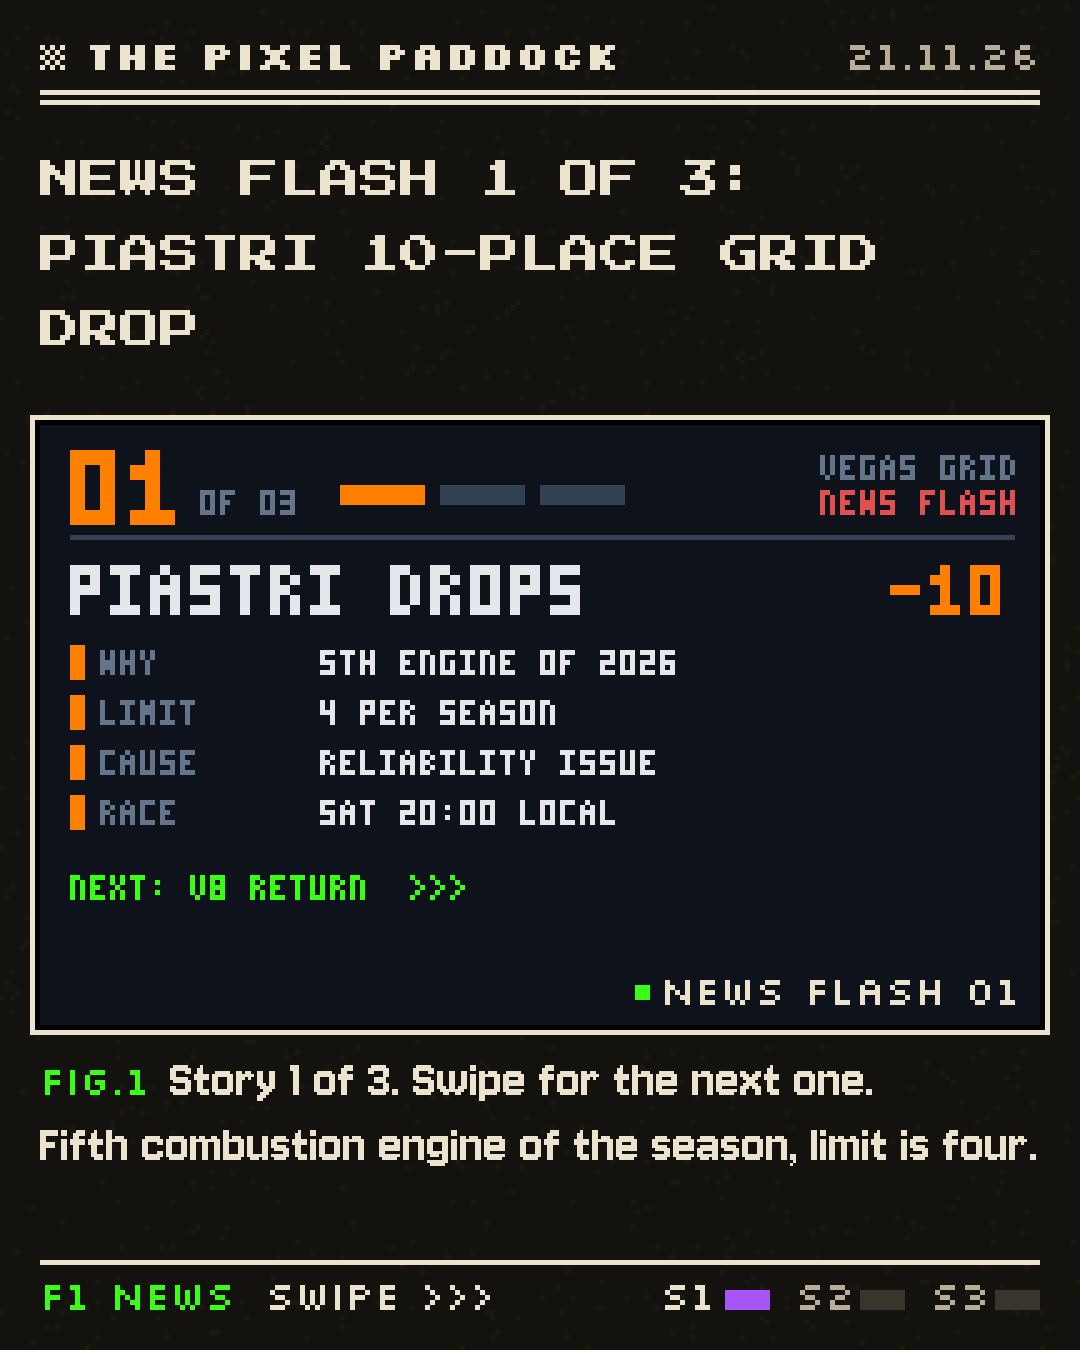 THE PIXEL PADDOCK
21.11.26
NEWS FLASH 1 OF 3:
PIASTRI 10-PLACE GRID
DROP
01 OF 03
VEGAS GRID
NEWS FLASH
PIASTRI DROPS -10
WHY 5TH ENGINE OF 2026
LIMIT 4 PER SEASON
CAUSE RELIABILITY ISSUE
RACE SAT 20:00 LOCAL
NEXT: V8 RETURN >>>
NEWS FLASH 01
FIG.1 Story 1 of 3. Swipe for the next one.
Fifth combustion engine of the season, limit is four.
F1 NEWS SWIPE >>> S1 S2 S3